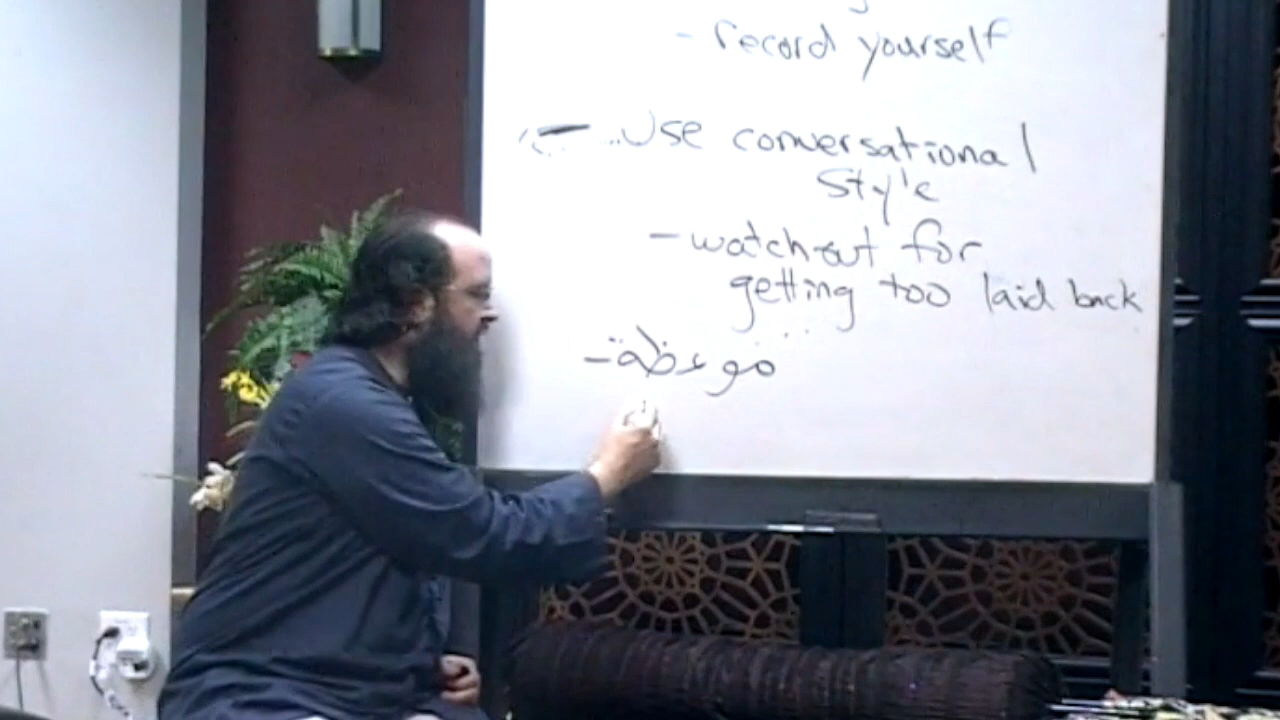 - record yourself
Use conversational
style
- watch out for
getting too laid back
موعظة -